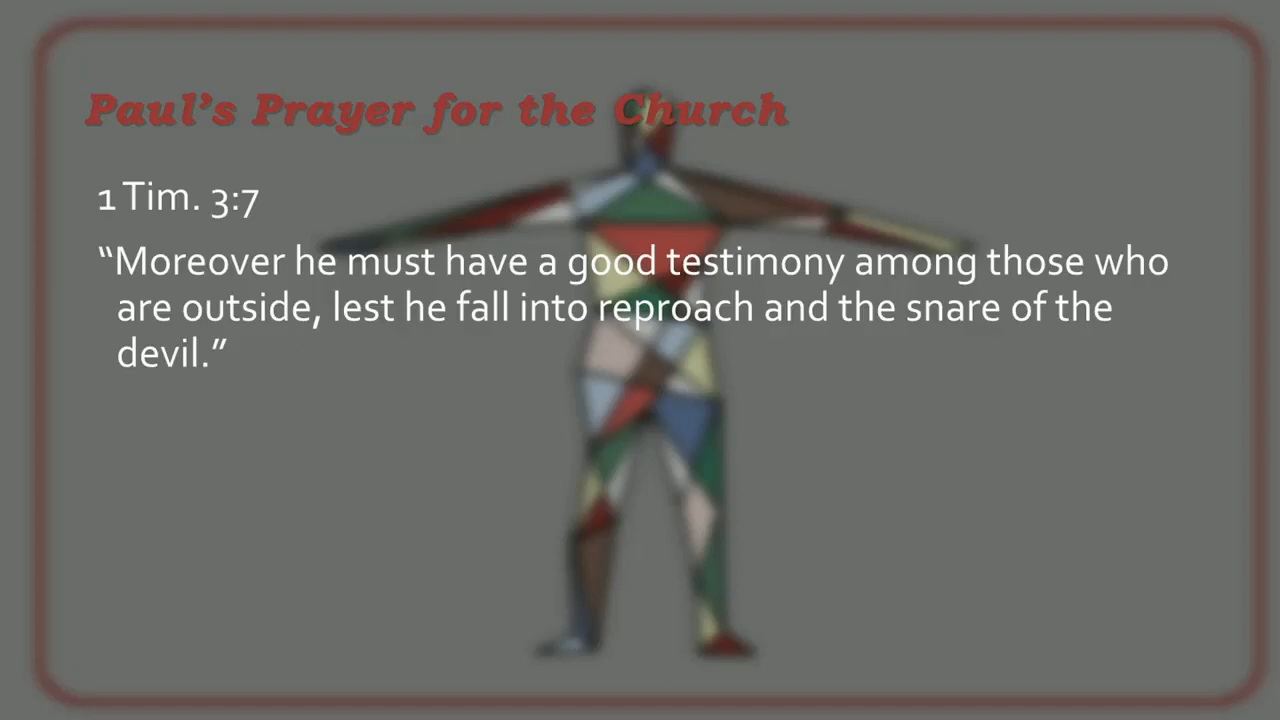 Paul’s Prayer for the Church
1 Tim. 3:7
“Moreover he must have a good testimony among those who
are outside, lest he fall into reproach and the snare of the
devil.”